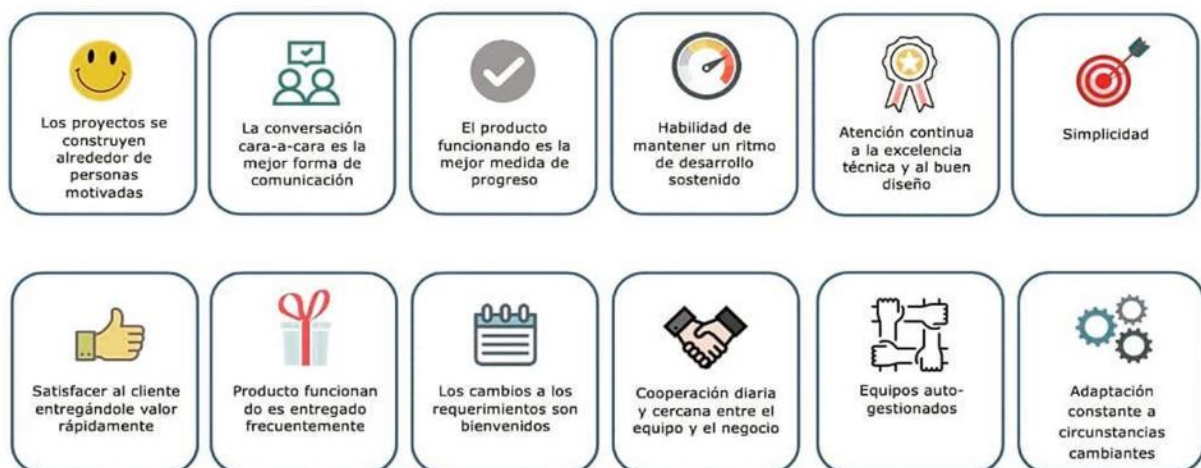 Los proyectos se
construyen
alrededor de
personas
motivadas
La conversación
cara-a-cara es la
mejor forma de
comunicación
El producto
funcionando es la
mejor medida de
progreso
Habilidad de
mantener un ritmo
de desarrollo
sostenido
Atención continua
a la excelencia
técnica y al buen
diseño
Simplicidad
Satisfacer al cliente
entregándole valor
rápidamente
Producto funcionan
do es entregado
frecuentemente
Los cambios a los
requerimientos son
bienvenidos
Cooperación diaria
y cercana entre el
equipo y el negocio
Equipos auto-
gestionados
Adaptación
constante a
circunstancias
cambiantes